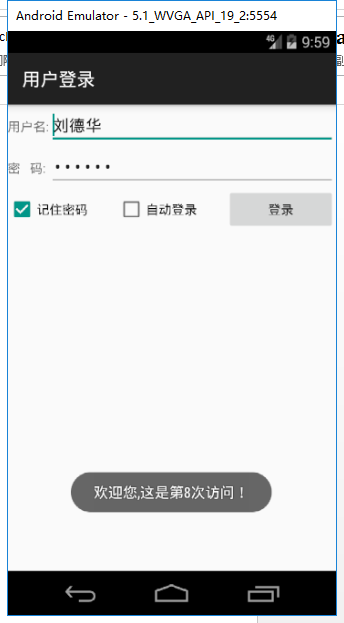 Android Emulator - 5.1_WVGA_API_19_2:5554
4G 9:59
用户登录
用户名: 刘德华
密 码: ••••••
记住密码 自动登录 登录
欢迎您,这是第8次访问！